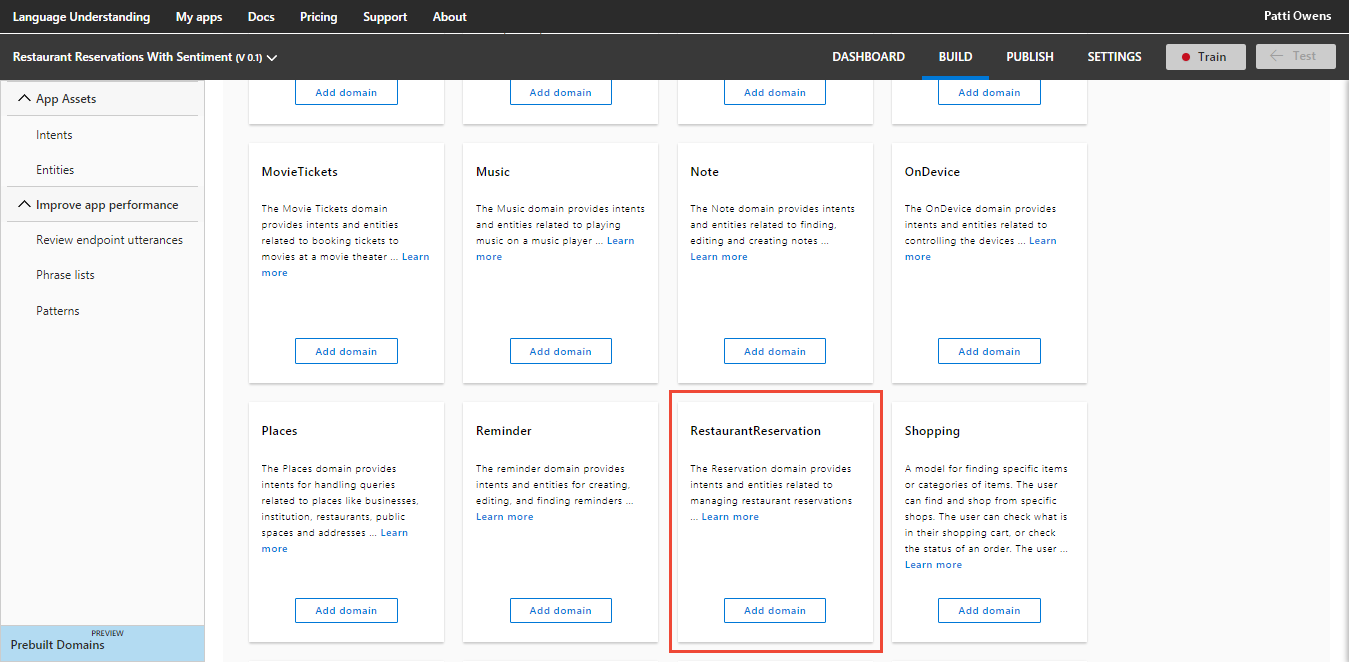 Language Understanding My apps Docs Pricing Support About Patti Owens
Restaurant Reservations With Sentiment (V 0.1) DASHBOARD BUILD PUBLISH SETTINGS Train Test
App Assets
Intents
Entities
Improve app performance
Review endpoint utterances
Phrase lists
Patterns
PREVIEW
Prebuilt Domains
Add domain Add domain Add domain Add domain
MovieTickets
The Movie Tickets domain
provides intents and entities
related to booking tickets to
movies at a movie theater ... Learn
more
Add domain
Music
The Music domain provides intents
and entities related to playing
music on a music player ... Learn
more
Add domain
Note
The Note domain provides intents
and entities related to finding,
editing and creating notes ...
Learn more
Add domain
OnDevice
The OnDevice domain provides
intents and entities related to
controlling the devices ... Learn
more
Add domain
Places
The Places domain provides
intents for handling queries
related to places like businesses,
institution, restaurants, public
spaces and addresses ... Learn
more
Add domain
Reminder
The reminder domain provides
intents and entities for creating,
editing, and finding reminders ...
Learn more
Add domain
RestaurantReservation
The Reservation domain provides
intents and entities related to
managing restaurant reservations
... Learn more
Add domain
Shopping
A model for finding specific items
or categories of items. The user
can find and shop from specific
shops. The user can check what is
in their shopping cart, or check
the status of an order. The user ...
Learn more
Add domain